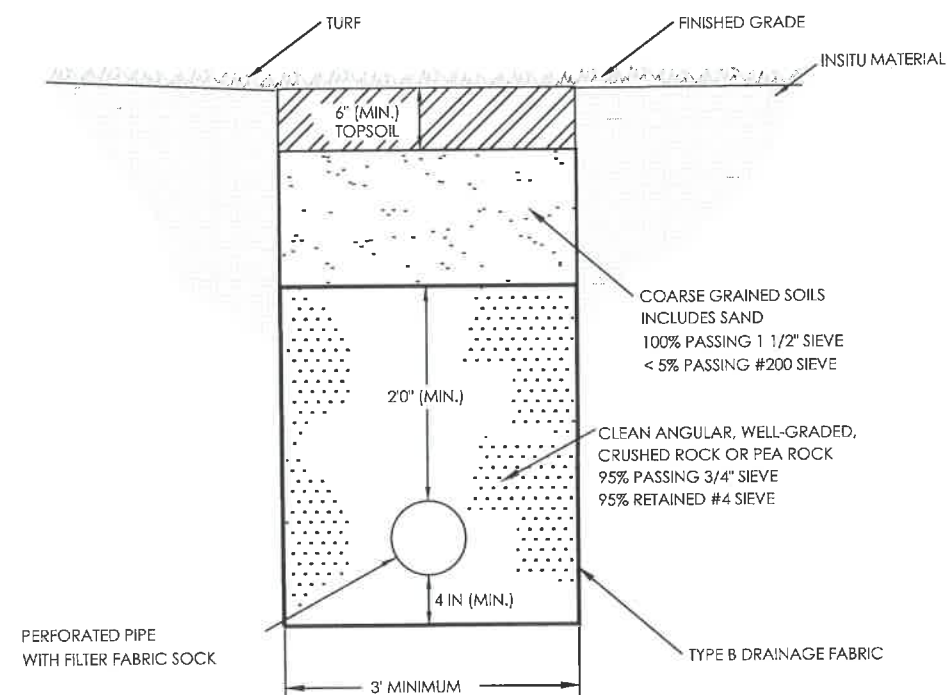 TURF
FINISHED GRADE
INSITU MATERIAL
6" (MIN.)
TOPSOIL
COARSE GRAINED SOILS
INCLUDES SAND
100% PASSING 1 1/2" SIEVE
< 5% PASSING #200 SIEVE
2'0" (MIN.)
CLEAN ANGULAR, WELL-GRADED,
CRUSHED ROCK OR PEA ROCK
95% PASSING 3/4" SIEVE
95% RETAINED #4 SIEVE
4 IN (MIN.)
PERFORATED PIPE
WITH FILTER FABRIC SOCK
TYPE B DRAINAGE FABRIC
3' MINIMUM